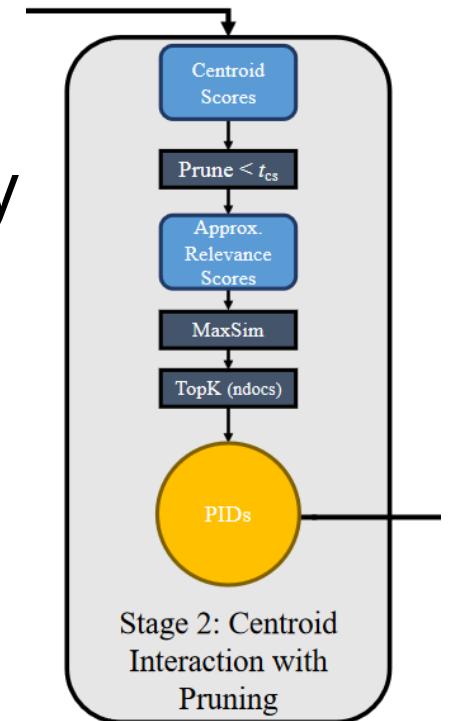 Centroid
Scores
Prune < tcs
Approx.
Relevance
Scores
MaxSim
TopK (ndocs)
PIDs
Stage 2: Centroid
Interaction with
Pruning